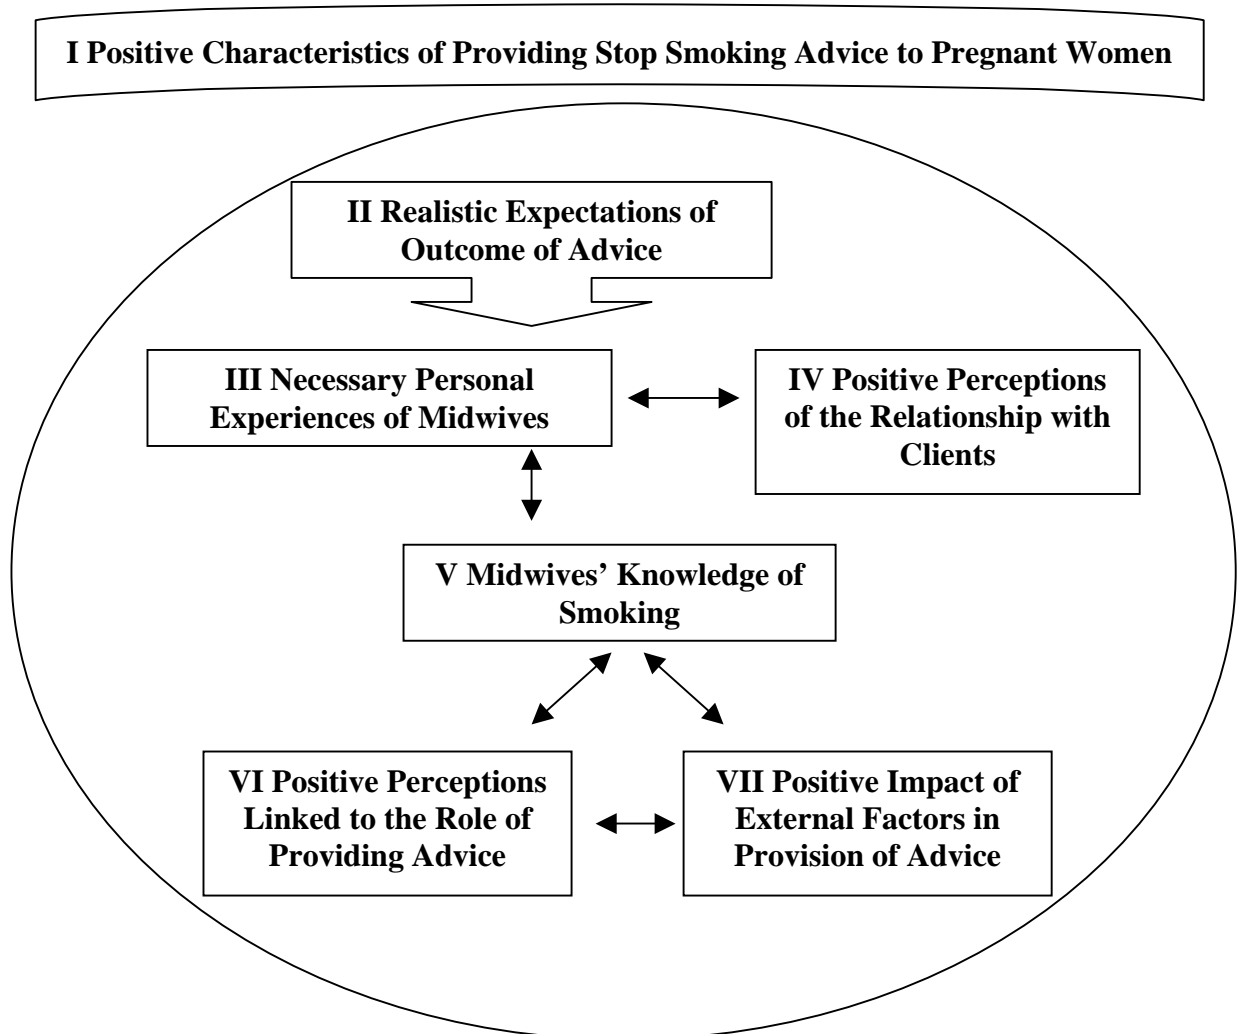 I Positive Characteristics of Providing Stop Smoking Advice to Pregnant Women
II Realistic Expectations of
Outcome of Advice
III Necessary Personal
Experiences of Midwives
IV Positive Perceptions
of the Relationship with
Clients
V Midwives’ Knowledge of
Smoking
VI Positive Perceptions
Linked to the Role of
Providing Advice
VII Positive Impact of
External Factors in
Provision of Advice